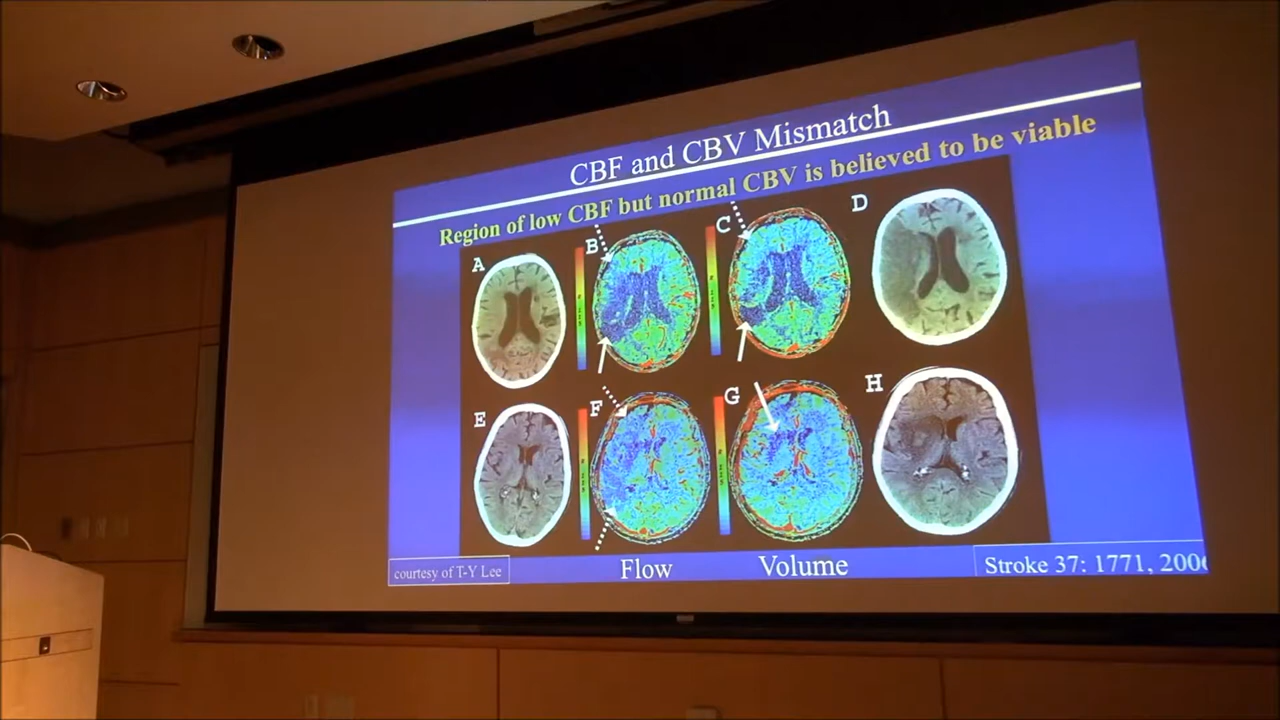 CBF and CBV Mismatch
Region of low CBF but normal CBV is believed to be viable
A
B
C
D
E
F
G
H
Flow
Volume
courtesy of T-Y Lee
Stroke 37: 1771, 2006